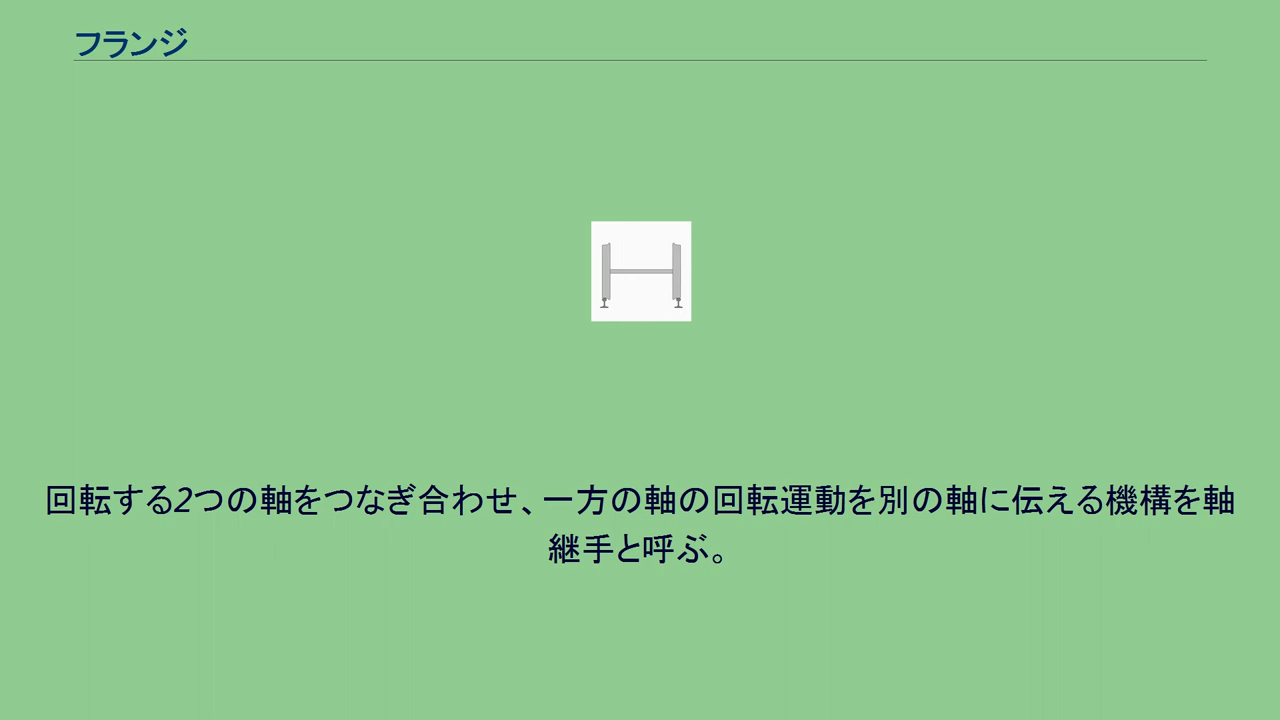 フランジ
回転する2つの軸をつなぎ合わせ、一方の軸の回転運動を別の軸に伝える機構を軸
継手と呼ぶ。